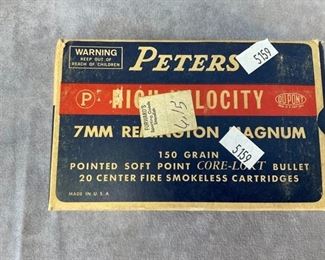 WARNING
KEEP OUT OF
REACH OF CHILDREN
PETERS
5159
P HIGH VELOCITY
DU PONT
6.15
7MM REMINGTON MAGNUM
5159
150 GRAIN
POINTED SOFT POINT CORE-LOKT BULLET
20 CENTER FIRE SMOKELESS CARTRIDGES
MADE IN U.S.A.